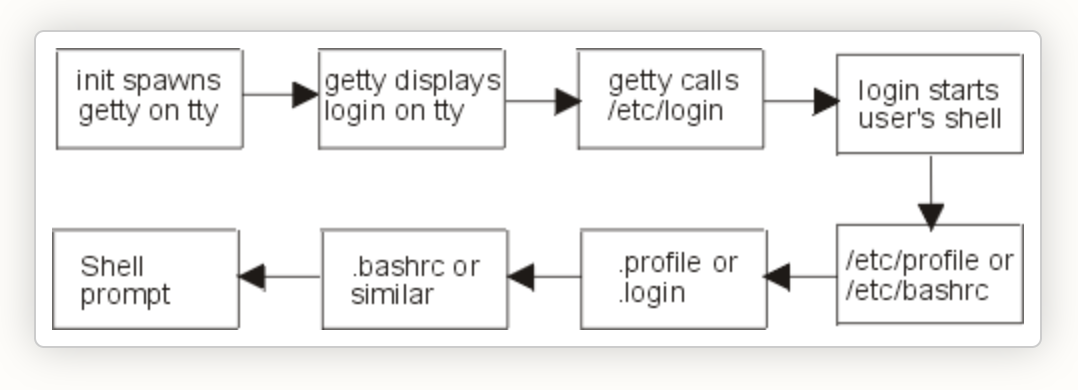 init spawns
getty on tty
getty displays
login on tty
getty calls
/etc/login
login starts
user's shell
/etc/profile or
/etc/bashrc
.profile or
.login
.bashrc or
similar
Shell
prompt